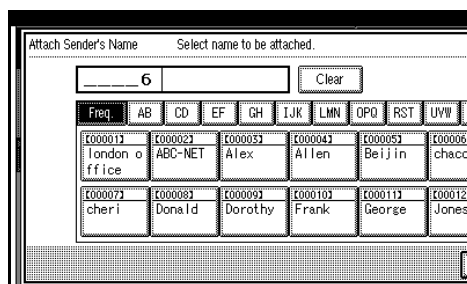 Attach Sender's Name Select name to be attached.
_____6 Clear
Freq. AB CD EF GH IJK LMN OPQ RST UVW
[00001] [00002] [00003] [00004] [00005] [00006
london o ABC-NET Alex Allen Beijin chaco
ffice
[00007] [00008] [00009] [00010] [00011] [00012
cheri Donald Dorothy Frank George Jones